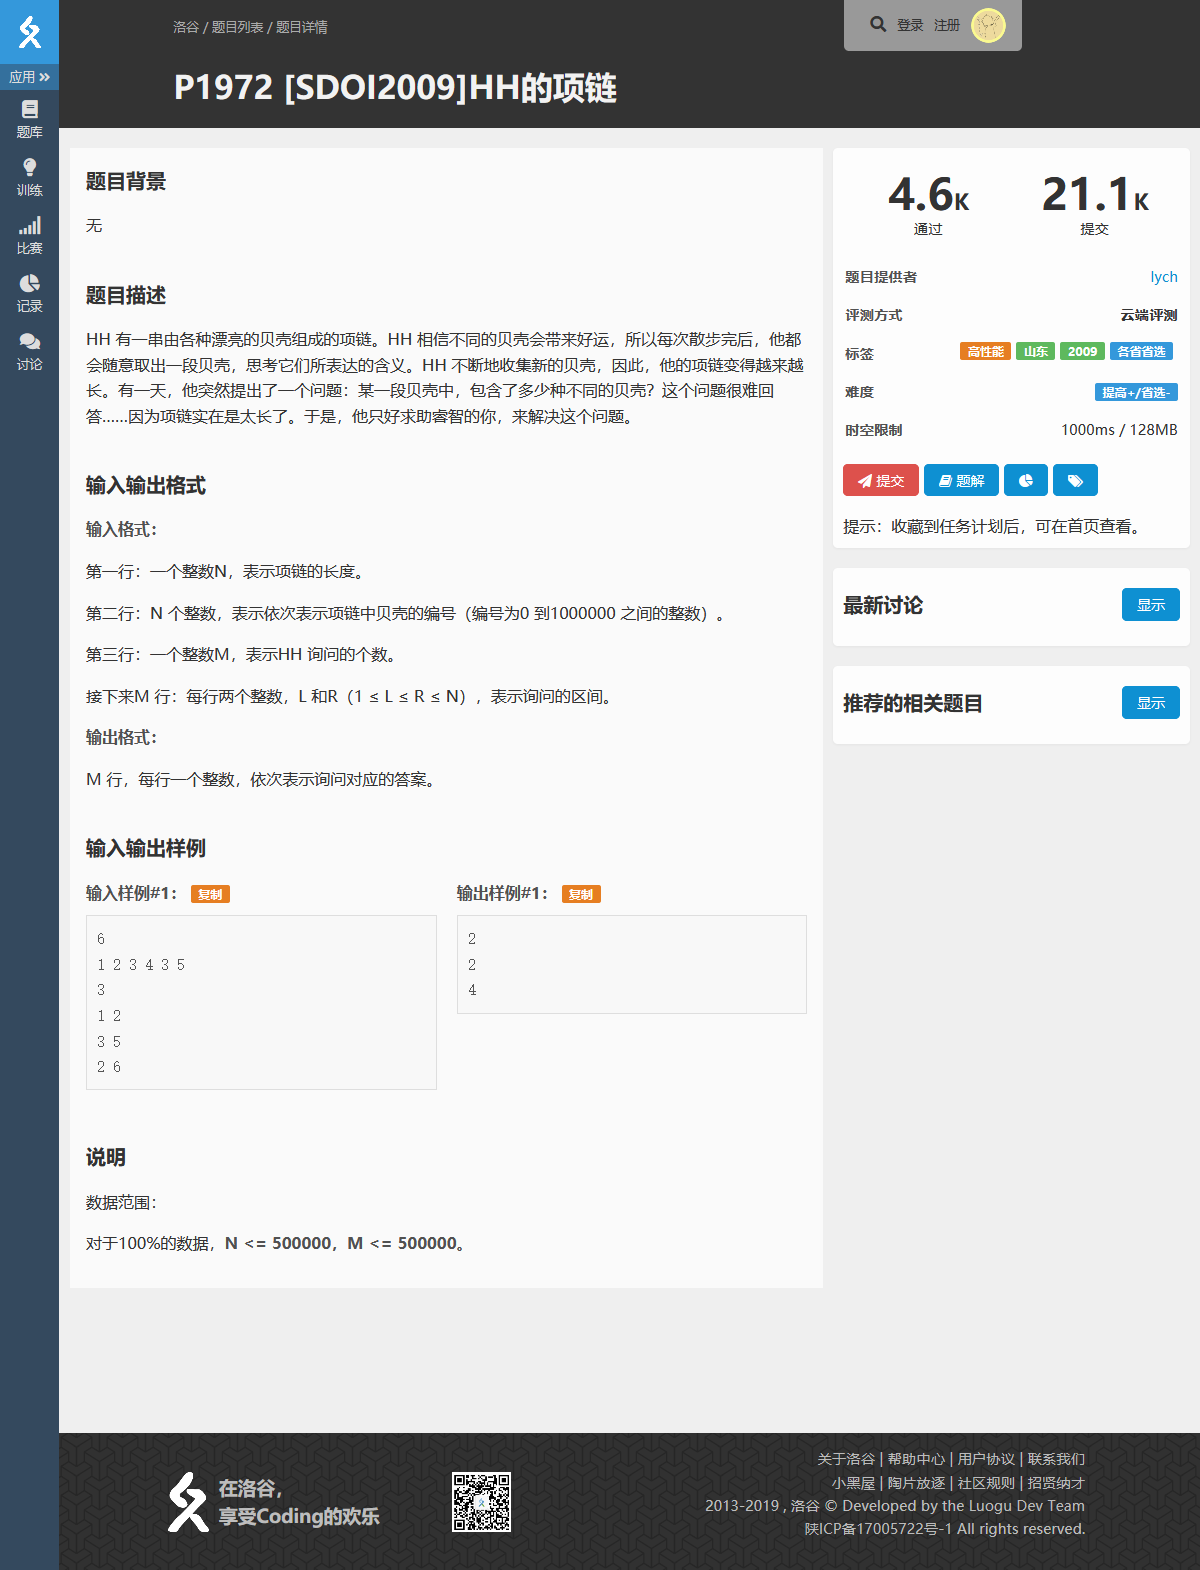 洛谷 / 题目列表 / 题目详情
登录 注册
P1972 [SDOI2009]HH的项链
应用
题库
训练
比赛
记录
讨论
题目背景
无
题目描述
HH 有一串由各种漂亮的贝壳组成的项链。HH 相信不同的贝壳会带来好运，所以每次散步完后，他都
会随意取出一段贝壳，思考它们所表达的含义。HH 不断地收集新的贝壳，因此，他的项链变得越来越
长。有一天，他突然提出了一个问题：某一段贝壳中，包含了多少种不同的贝壳？这个问题很难回
答……因为项链实在是太长了。于是，他只好求助睿智的你，来解决这个问题。
输入输出格式
输入格式：
第一行：一个整数N，表示项链的长度。
第二行：N 个整数，表示依次表示项链中贝壳的编号（编号为0 到1000000 之间的整数）。
第三行：一个整数M，表示HH 询问的个数。
接下来M 行：每行两个整数，L 和R（1 ≤ L ≤ R ≤ N），表示询问的区间。
输出格式：
M 行，每行一个整数，依次表示询问对应的答案。
输入输出样例
输入样例#1： 复制
6
1 2 3 4 3 5
3
1 2
3 5
2 6
输出样例#1： 复制
2
2
4
说明
数据范围：
对于100%的数据，N <= 500000，M <= 500000。
4.6K 21.1K
通过 提交
题目提供者 lych
评测方式 云端评测
标签 高性能 山东 2009 各省省选
难度 提高+/省选-
时空限制 1000ms / 128MB
提交 题解
提示：收藏到任务计划后，可在首页查看。
最新讨论 显示
推荐的相关题目 显示
在洛谷，
享受Coding的欢乐
关于洛谷 | 帮助中心 | 用户协议 | 联系我们
小黑屋 | 陶片放逐 | 社区规则 | 招贤纳才
2013-2019 , 洛谷 © Developed by the Luogu Dev Team
陕ICP备17005722号-1 All rights reserved.